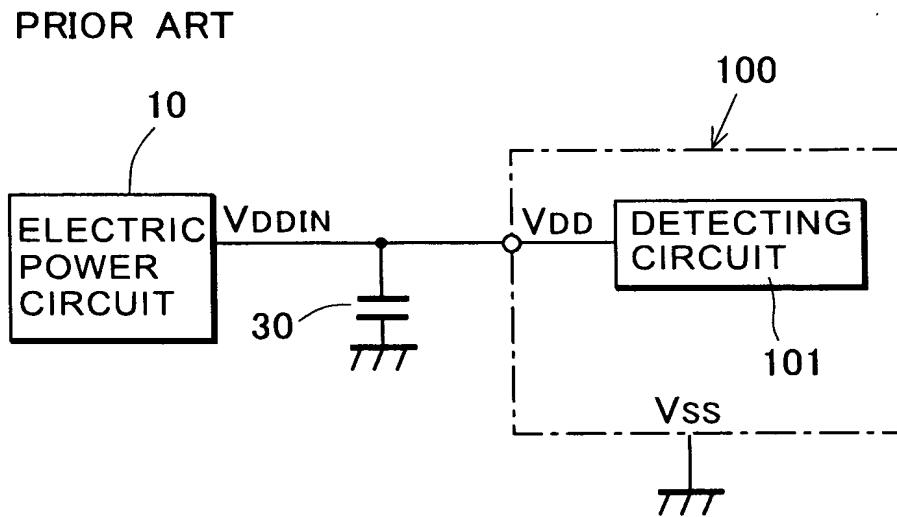 PRIOR ART
100
10
ELECTRIC
POWER
CIRCUIT
VDDIN
VDD
DETECTING
CIRCUIT
30
101
VSS